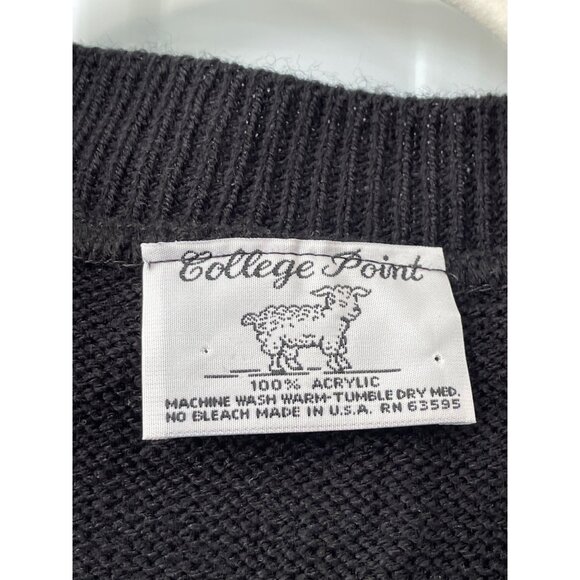 College Point
100% ACRYLIC
MACHINE WASH WARM-TUMBLE DRY MED.
NO BLEACH MADE IN U.S.A. RN 63595